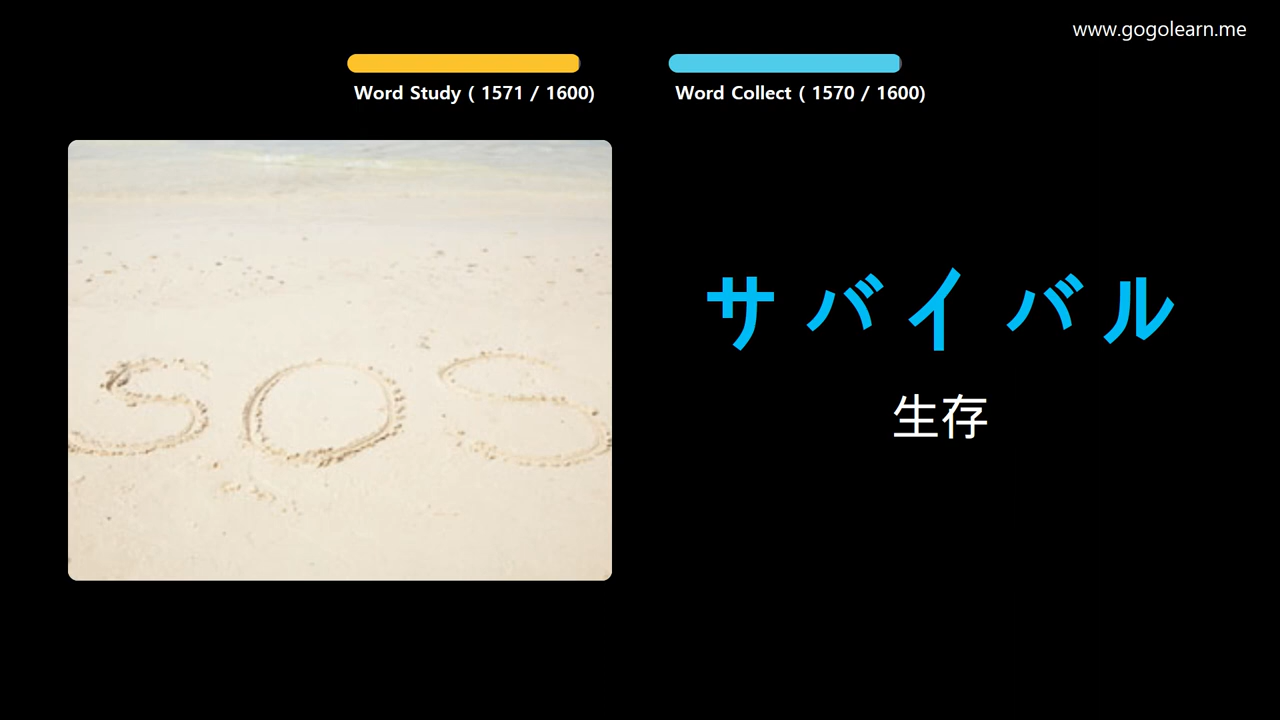 www.gogolearn.me
Word Study ( 1571 / 1600)
Word Collect ( 1570 / 1600)
SOS
サバイバル
生存